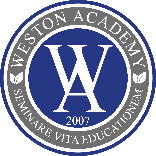 WESTON ACADEMY
WA
2007
SEMINARE VITA EDUCATIONEM